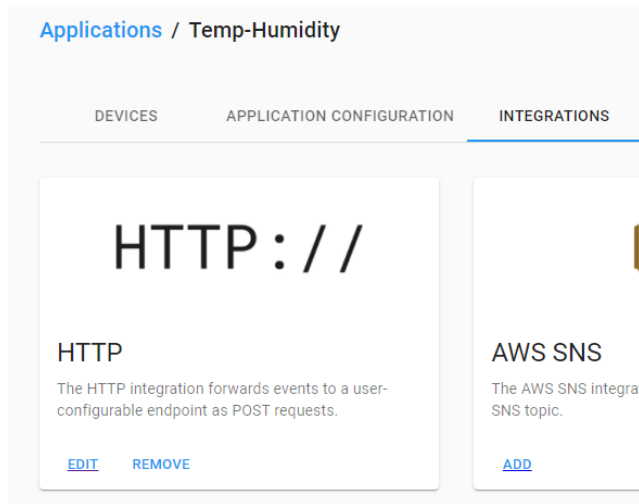 Applications / Temp-Humidity
DEVICES APPLICATION CONFIGURATION INTEGRATIONS
HTTP://
HTTP
The HTTP integration forwards events to a user-
configurable endpoint as POST requests.
EDIT REMOVE
AWS SNS
The AWS SNS integra
SNS topic.
ADD